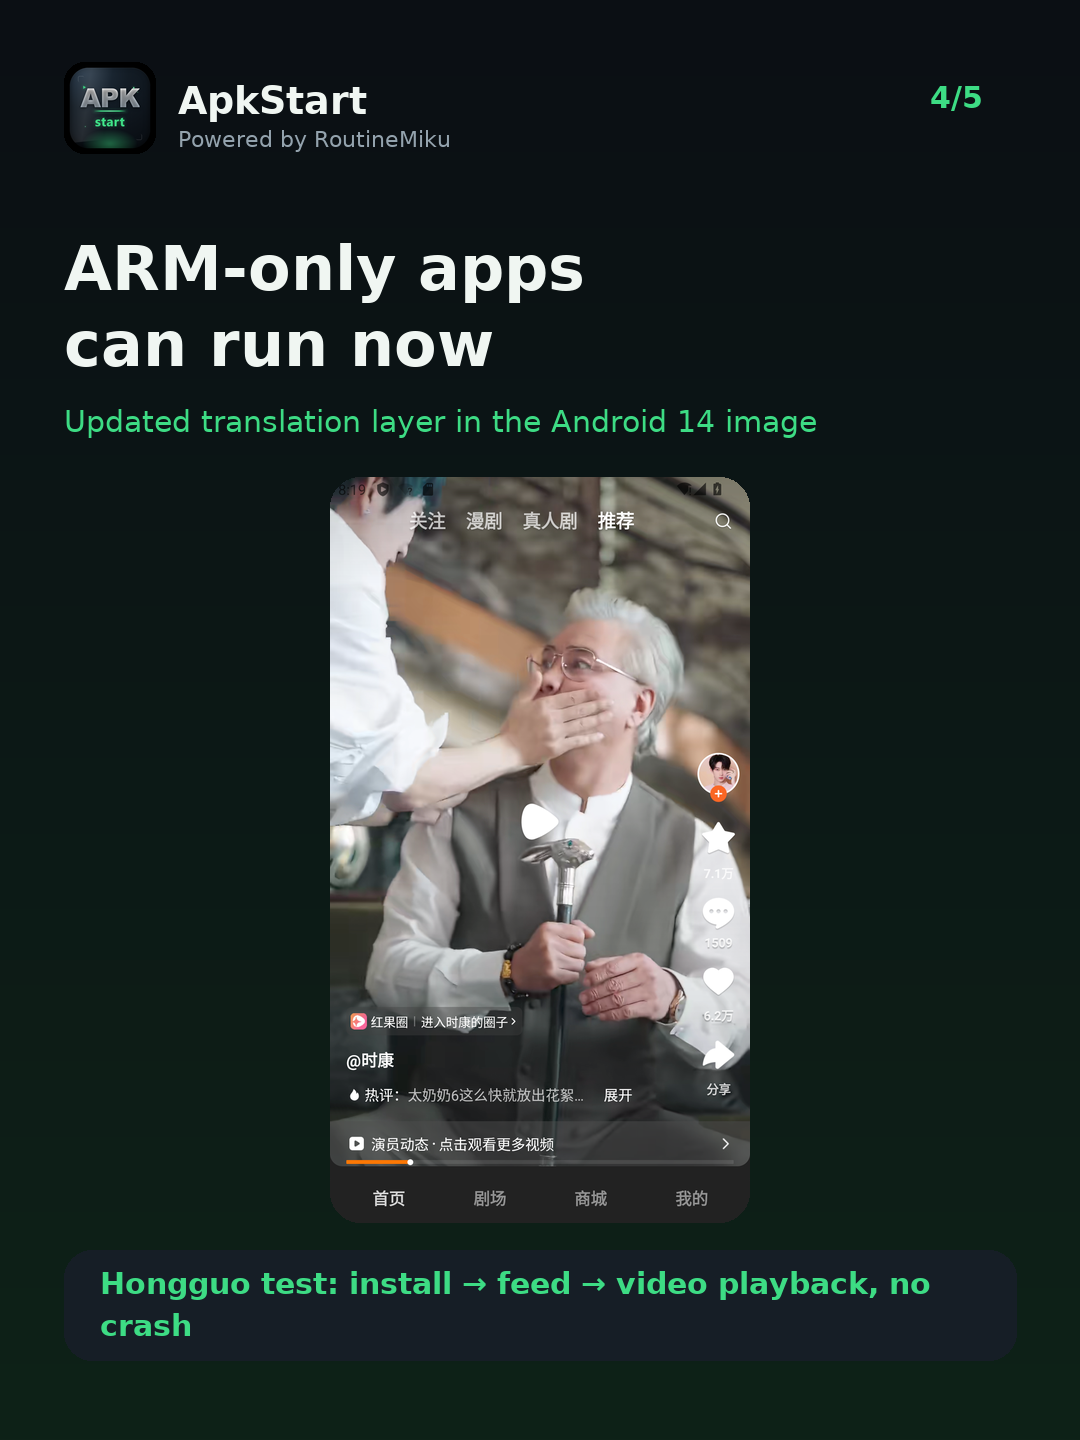 APK
start
ApkStart
Powered by RoutineMiku
4/5
ARM-only apps
can run now
Updated translation layer in the Android 14 image
8:19
关注 漫剧 真人剧 推荐
7.1万
1509
6.2万
分享
红果圈 | 进入时康的圈子 >
@时康
热评: 太奶奶6这么快就放出花絮... 展开
演员动态 · 点击观看更多视频
首页 剧场 商城 我的
Hongguo test: install → feed → video playback, no
crash